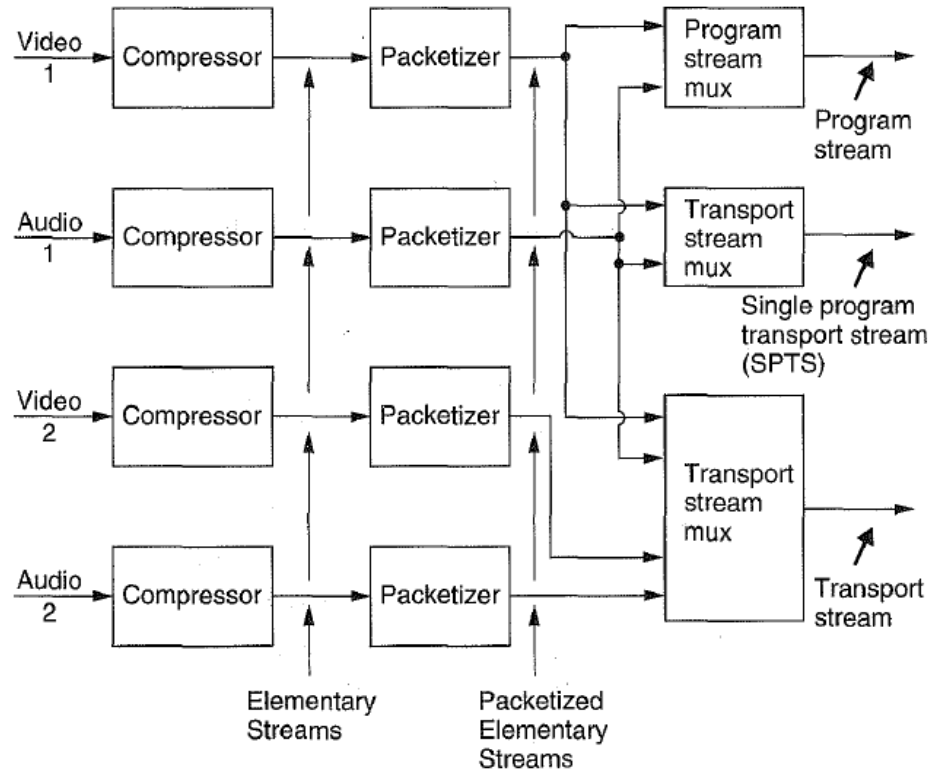 Video
1
Compressor
Packetizer
Program
stream
mux
Program
stream
Audio
1
Compressor
Packetizer
Transport
stream
mux
Single program
transport stream
(SPTS)
Video
2
Compressor
Packetizer
Transport
stream
mux
Audio
2
Compressor
Packetizer
Transport
stream
Elementary
Streams
Packetized
Elementary
Streams